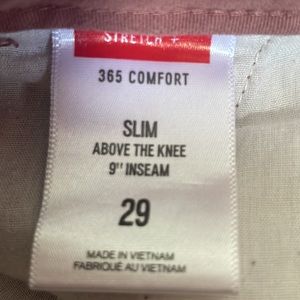 STRETCH +
365 COMFORT
SLIM
ABOVE THE KNEE
9" INSEAM
29
MADE IN VIETNAM
FABRIQUÉ AU VIETNAM